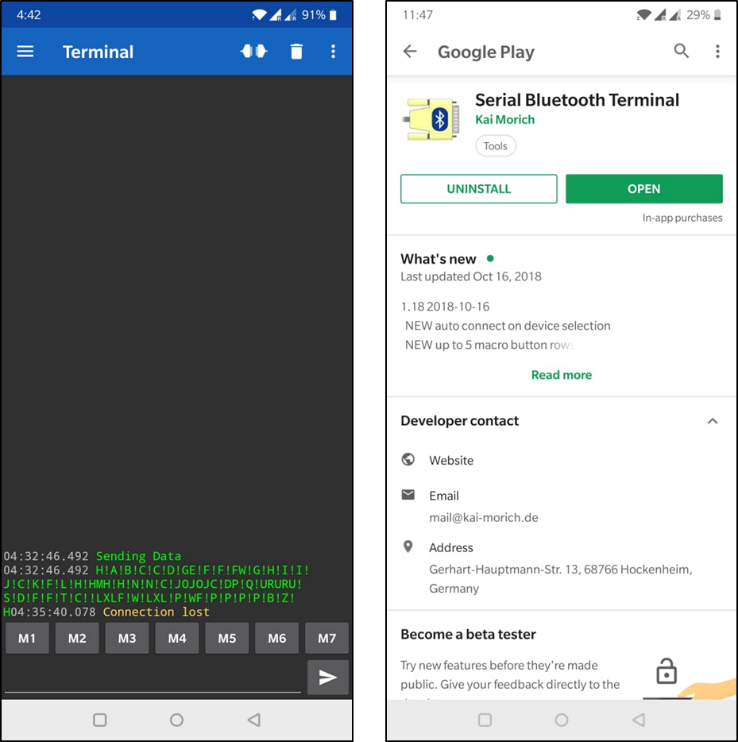 4:42
91%
Terminal
04:32:46.492 Sending Data
04:32:46.492 H!A!B!C!C!D!GE!F!F!FW!G!H!I!I!
J!C!K!F!L!H!HMH!H!N!N!C!JOJOJC!DP!Q!URURU!
S!D!F!F!T!C!!LXLF!W!LXL!P!WF!P!P!P!P!B!Z!
H04:35:40.078 Connection lost
M1 M2 M3 M4 M5 M6 M7
11:47
29%
Google Play
Serial Bluetooth Terminal
Kai Morich
Tools
UNINSTALL OPEN
In-app purchases
What's new
Last updated Oct 16, 2018
1.18 2018-10-16
NEW auto connect on device selection
NEW up to 5 macro button rows
Read more
Developer contact
Website
Email
mail@kai-morich.de
Address
Gerhart-Hauptmann-Str. 13, 68766 Hockenheim,
Germany
Become a beta tester
Try new features before they're made
public. Give your feedback directly to the